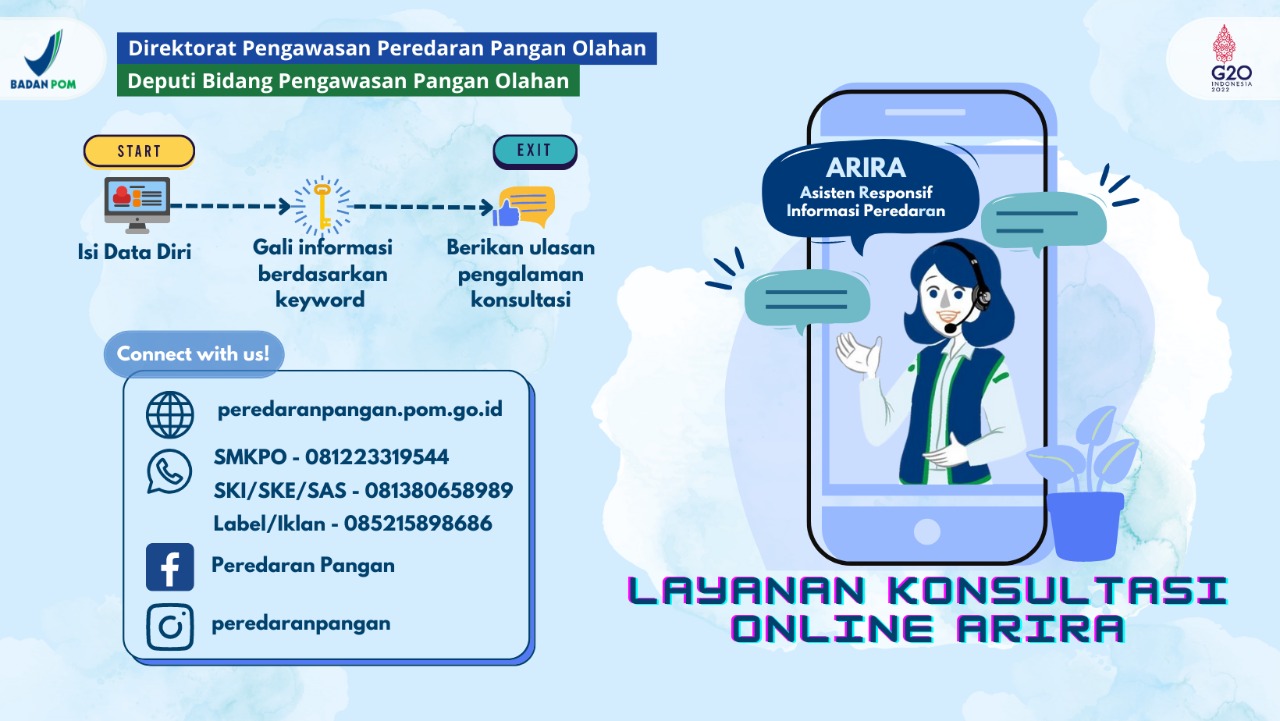 BADAN POM
Direktorat Pengawasan Peredaran Pangan Olahan
Deputi Bidang Pengawasan Pangan Olahan
G20
INDONESIA
2022
START
EXIT
Isi Data Diri
Gali informasi
berdasarkan
keyword
Berikan ulasan
pengalaman
konsultasi
Connect with us!
peredaranpangan.pom.go.id
SMKPO - 081223319544
SKI/SKE/SAS - 081380658989
Label/Iklan - 085215898686
Peredaran Pangan
peredaranpangan
ARIRA
Asisten Responsif
Informasi Peredaran
LAYANAN KONSULTASI
ONLINE ARIRA